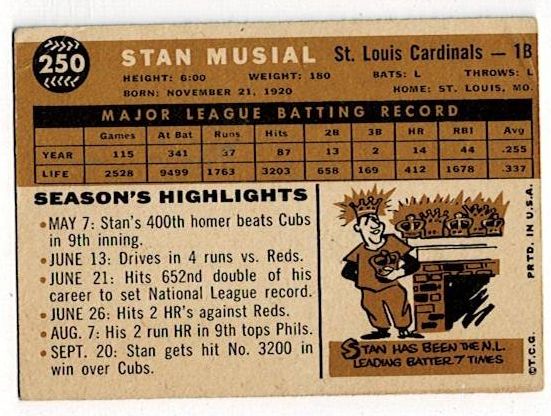 250
STAN MUSIAL St. Louis Cardinals — 1B
HEIGHT: 6:00 WEIGHT: 180 BATS: L THROWS: L
BORN: NOVEMBER 21, 1920 HOME: ST. LOUIS, MO.
MAJOR LEAGUE BATTING RECORD
Games At Bat Runs Hits 2B 3B HR RBI Avg
YEAR 115 341 37 87 13 2 14 44 .255
LIFE 2528 9499 1763 3203 658 169 412 1678 .337
SEASON'S HIGHLIGHTS
• MAY 7: Stan's 400th homer beats Cubs
in 9th inning.
• JUNE 13: Drives in 4 runs vs. Reds.
• JUNE 21: Hits 652nd double of his
career to set National League record.
• JUNE 26: Hits 2 HR's against Reds.
• AUG. 7: His 2 run HR in 9th tops Phils.
• SEPT. 20: Stan gets hit No. 3200 in
win over Cubs.
STAN HAS BEEN THE N.L.
LEADING BATTER 7 TIMES
©T.C.G. PRTD. IN U.S.A.